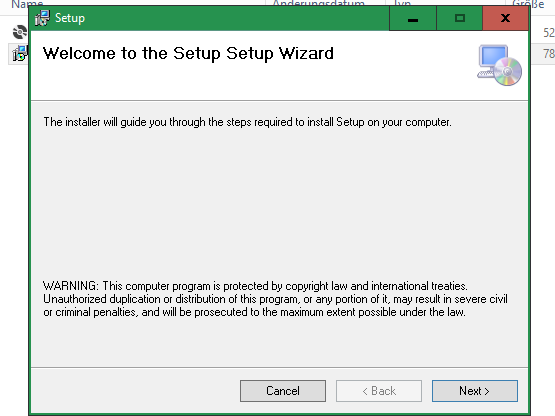 Name Änderungsdatum Typ Größe
Setup
52
78
Welcome to the Setup Setup Wizard
The installer will guide you through the steps required to install Setup on your computer.
WARNING: This computer program is protected by copyright law and international treaties.
Unauthorized duplication or distribution of this program, or any portion of it, may result in severe civil
or criminal penalties, and will be prosecuted to the maximum extent possible under the law.
Cancel < Back Next >